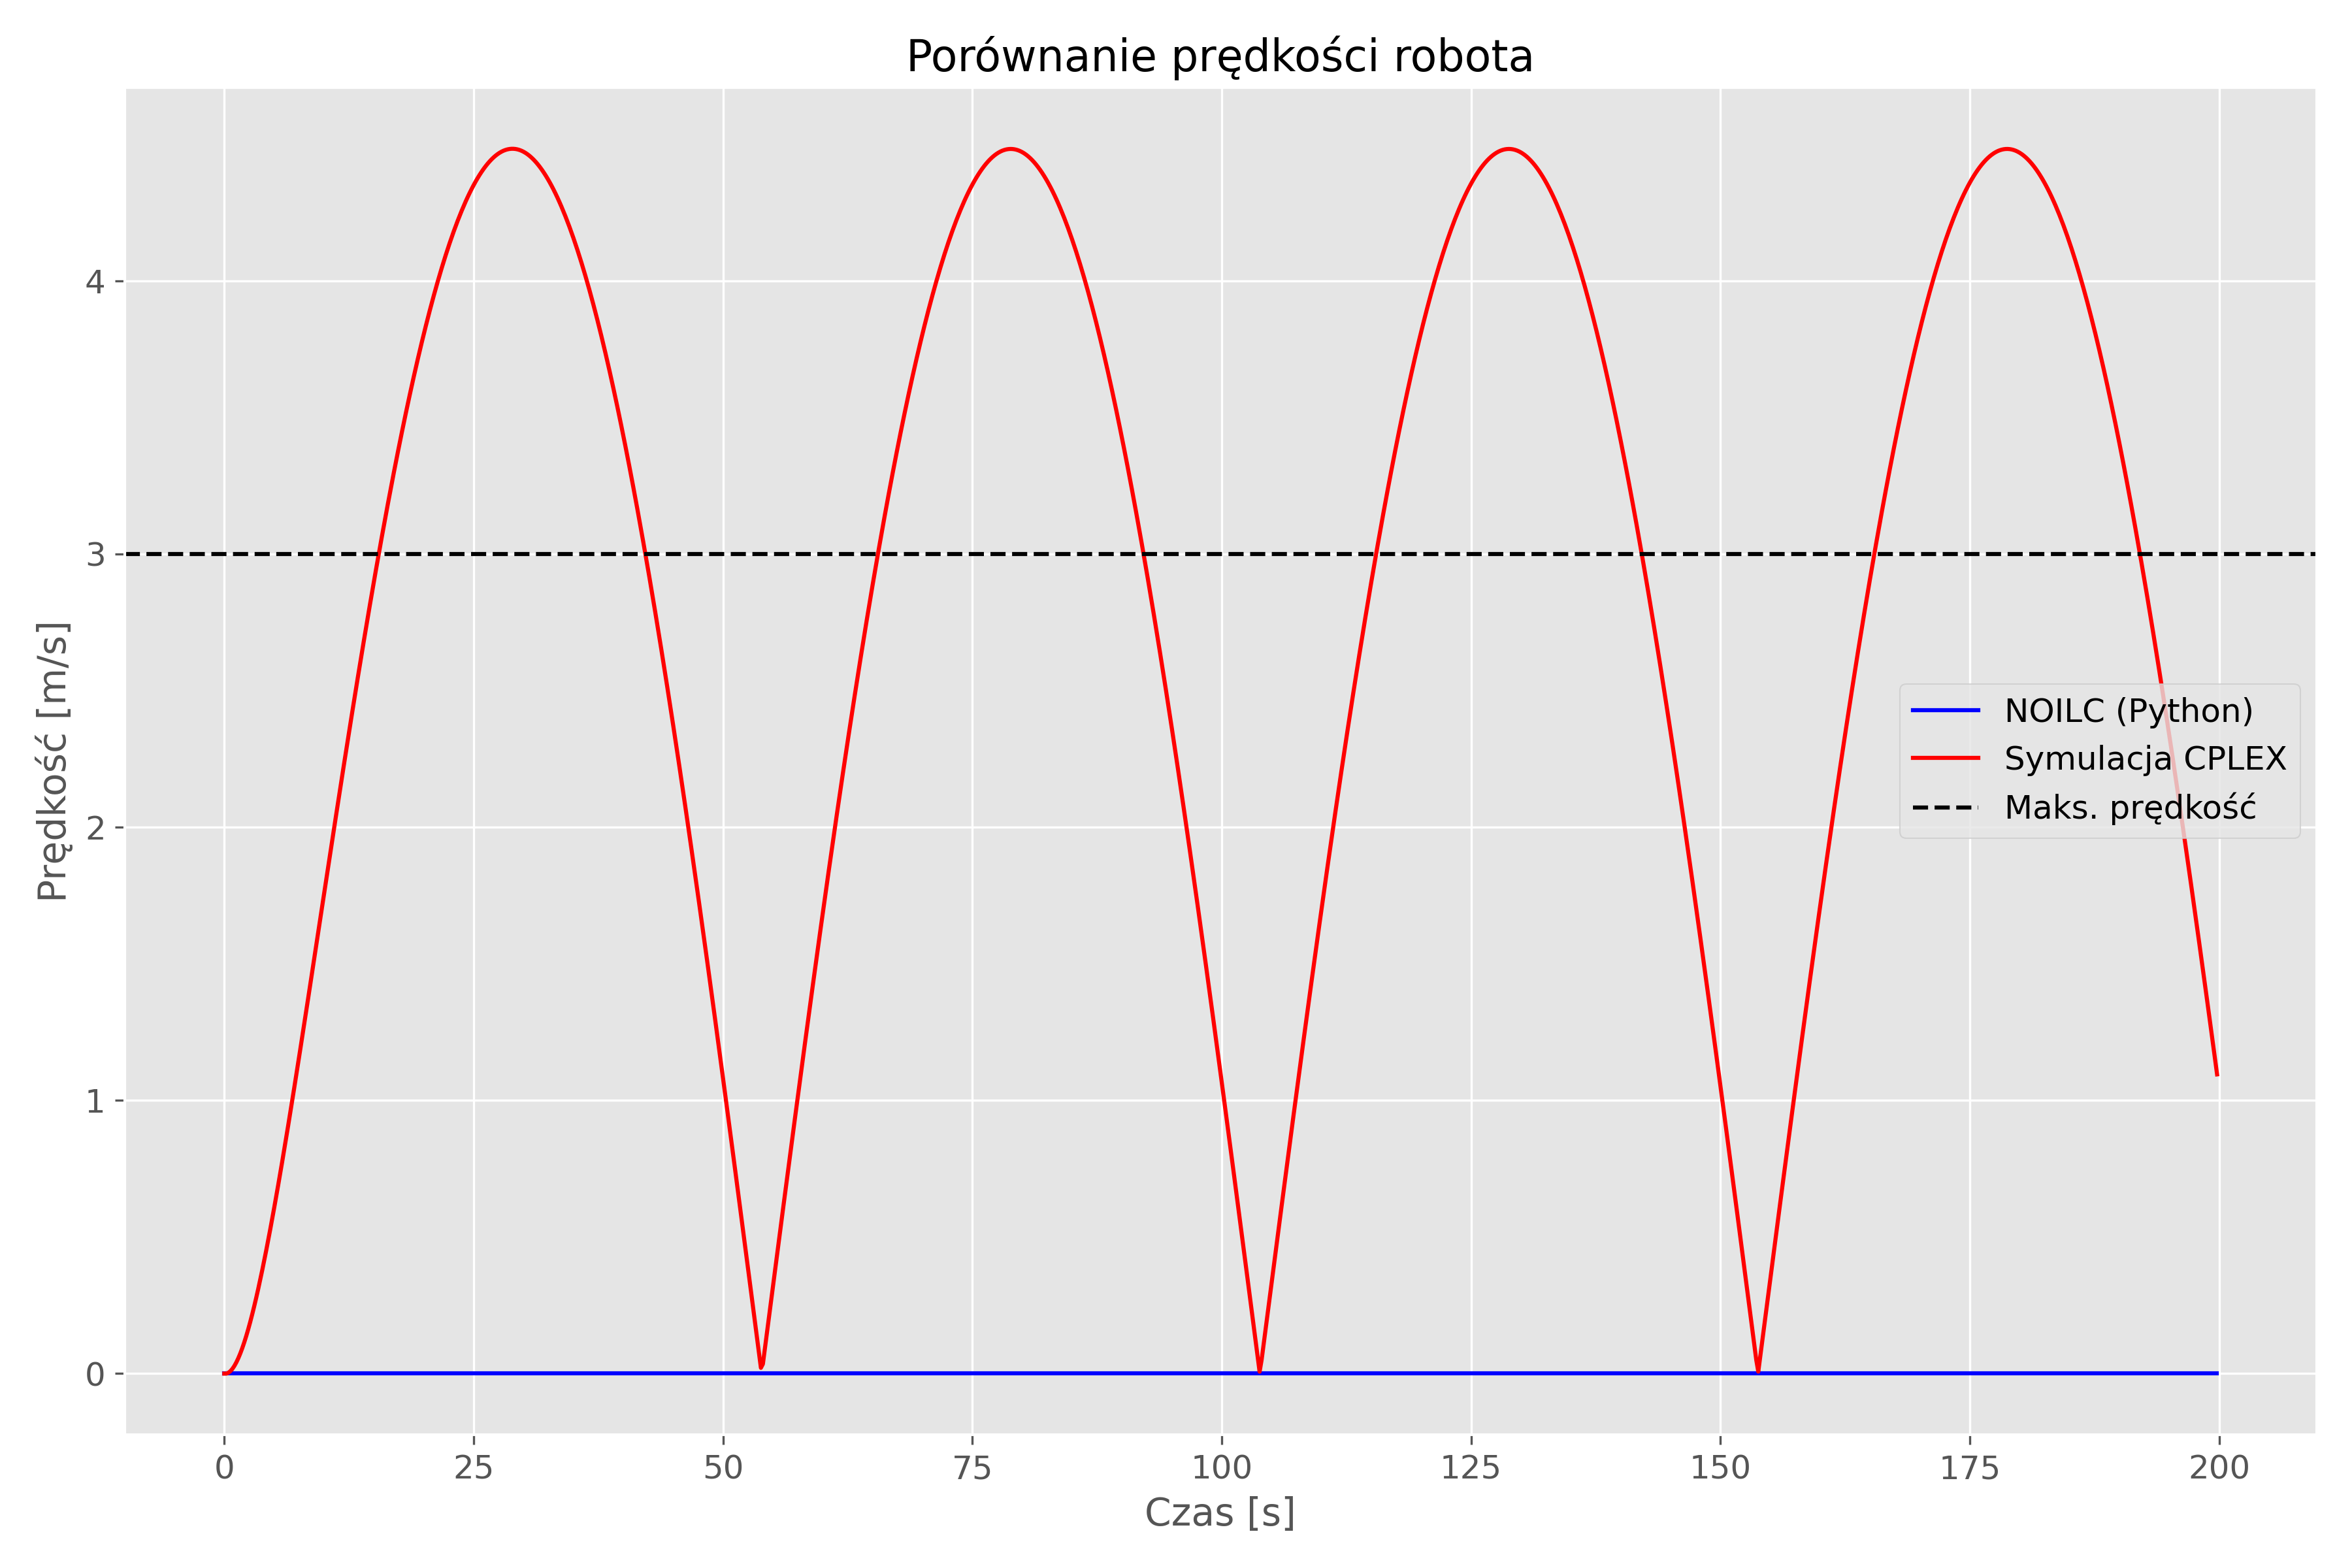 Porównanie prędkości robota
Prędkość [m/s]
4
3
2
1
0
NOILC (Python)
Symulacja CPLEX
Maks. prędkość
0 25 50 75 100 125 150 175 200
Czas [s]